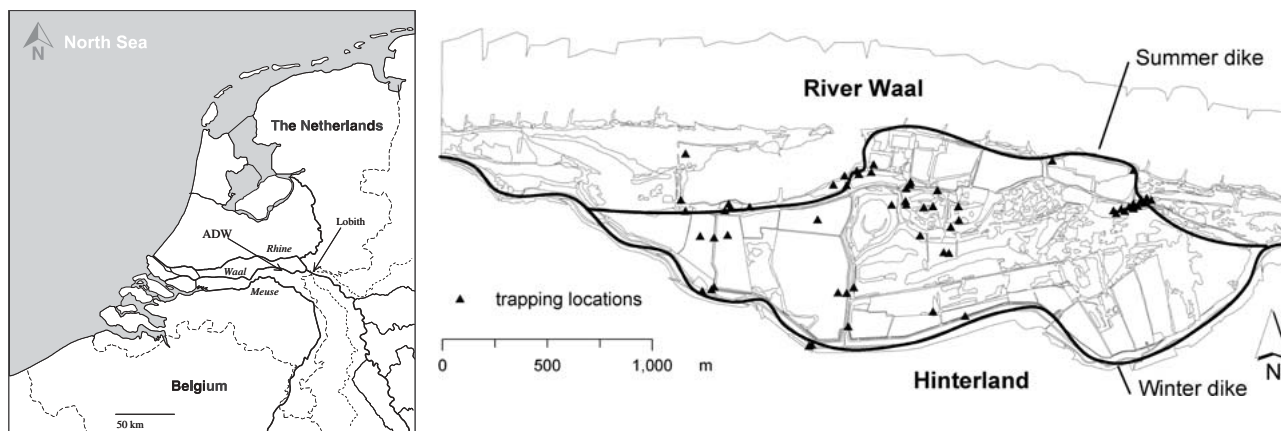 N
North Sea
The Netherlands
Lobith
ADW
Rhine
Waal
Meuse
Belgium
50 km
Summer dike
River Waal
▲ trapping locations
0 500 1,000 m
Hinterland
N
Winter dike